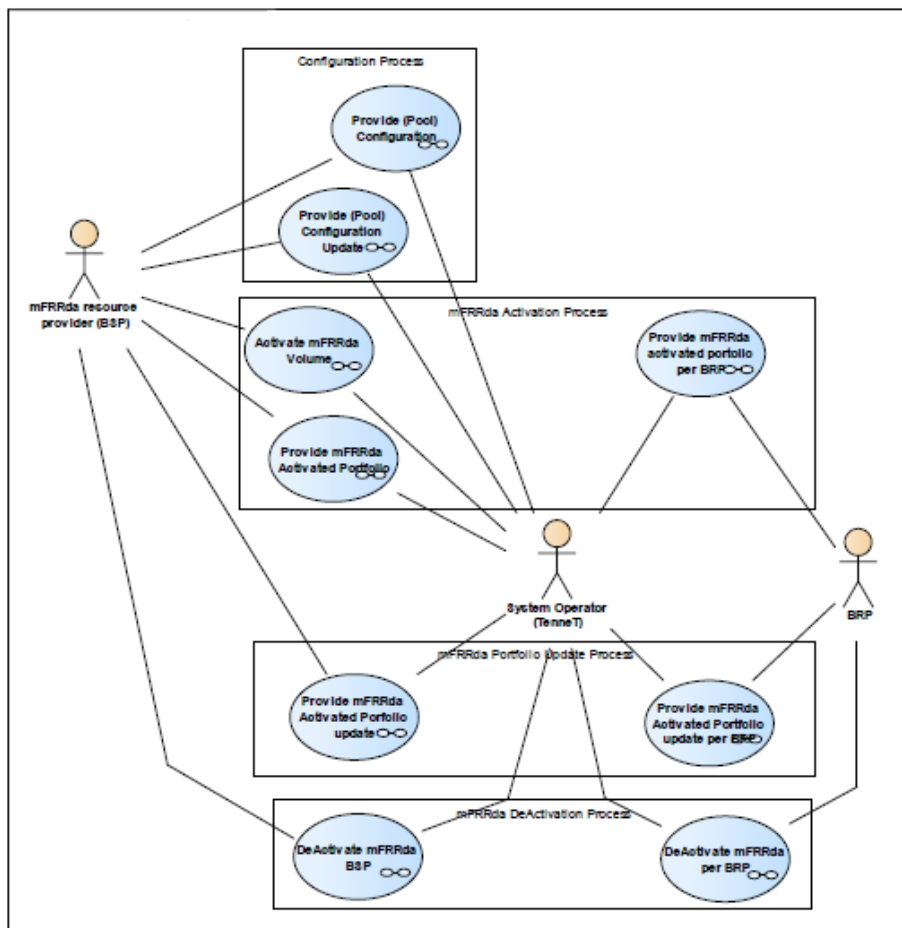 Configuration Process
Provide (Pool)
Configuration
Provide (Pool)
Configuration
Update
mFRRda resource
provider (BSP)
mFRRda Activation Process
Activate mFRRda
Volume
Provide mFRRda
activated portollo
per BRP
Provide mFRRda
Activated Portfolio
System Operator
(TenneT)
BRP
mFRRda Portfolio Update Process
Provide mFRRda
Activated Porfolio
update
Provide mFRRda
Activated Portfolio
update per BRP
mFRRda DeActivation Process
DeActivate mFRRda
BSP
DeActivate mFRRda
per BRP